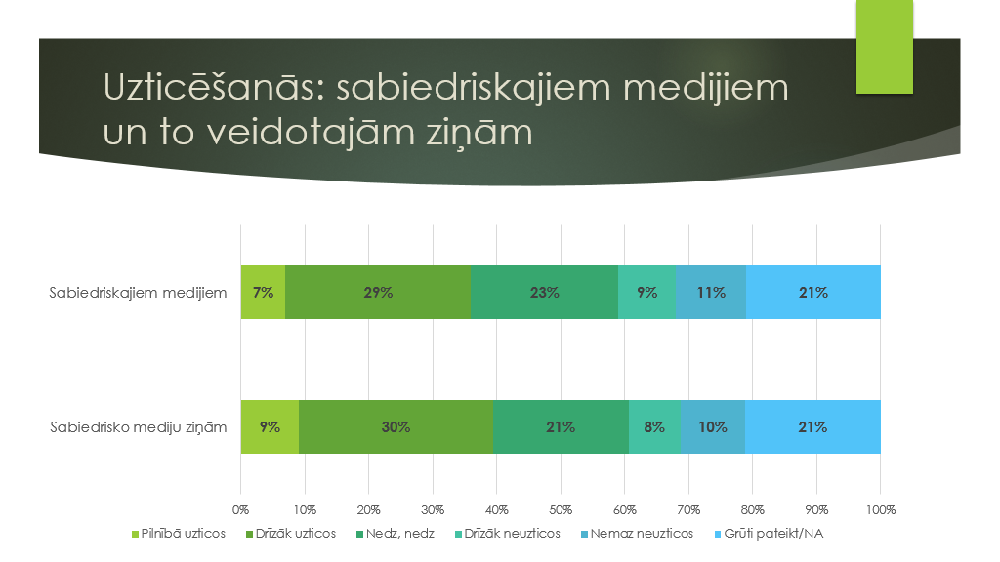 Uzticēšanās: sabiedriskajiem medijiem
un to veidotajām ziņām
Sabiedriskajiem medijiem
7% 29% 23% 9% 11% 21%
Sabiedrisko mediju ziņām
9% 30% 21% 8% 10% 21%
0% 10% 20% 30% 40% 50% 60% 70% 80% 90% 100%
Pilnībā uzticos Drīzāk uzticos Nedz, nedz Drīzāk neuzticos Nemaz neuzticos Grūti pateikt/NA